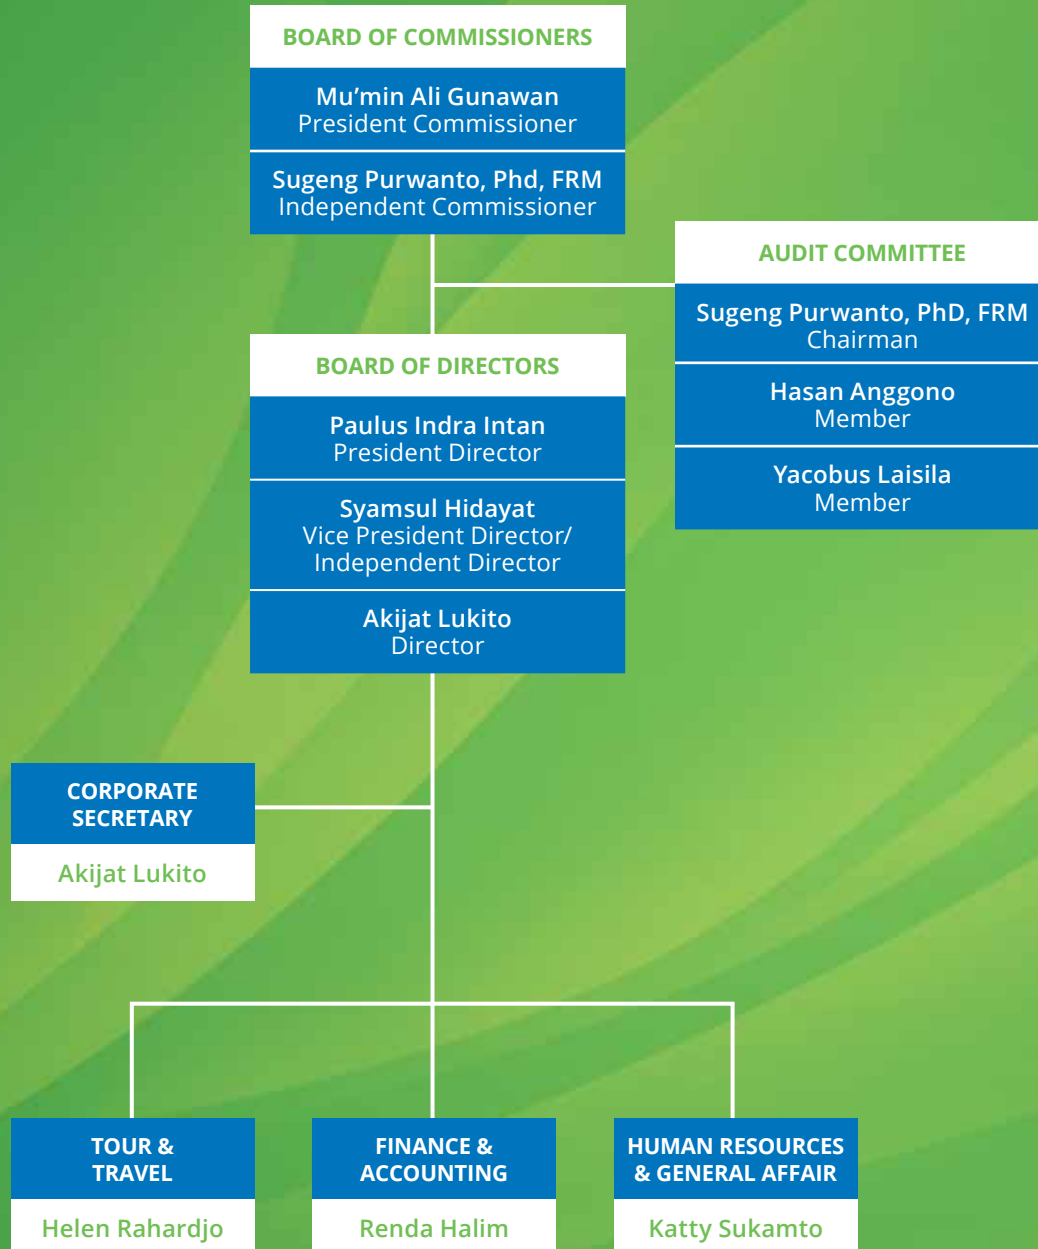 BOARD OF COMMISSIONERS
Mu’min Ali Gunawan
President Commissioner
Sugeng Purwanto, Phd, FRM
Independent Commissioner
AUDIT COMMITTEE
Sugeng Purwanto, PhD, FRM
Chairman
Hasan Anggono
Member
Yacobus Laisila
Member
BOARD OF DIRECTORS
Paulus Indra Intan
President Director
Syamsul Hidayat
Vice President Director/
Independent Director
Akijat Lukito
Director
CORPORATE
SECRETARY
Akijat Lukito
TOUR &
TRAVEL
Helen Rahardjo
FINANCE &
ACCOUNTING
Renda Halim
HUMAN RESOURCES
& GENERAL AFFAIR
Katty Sukamto